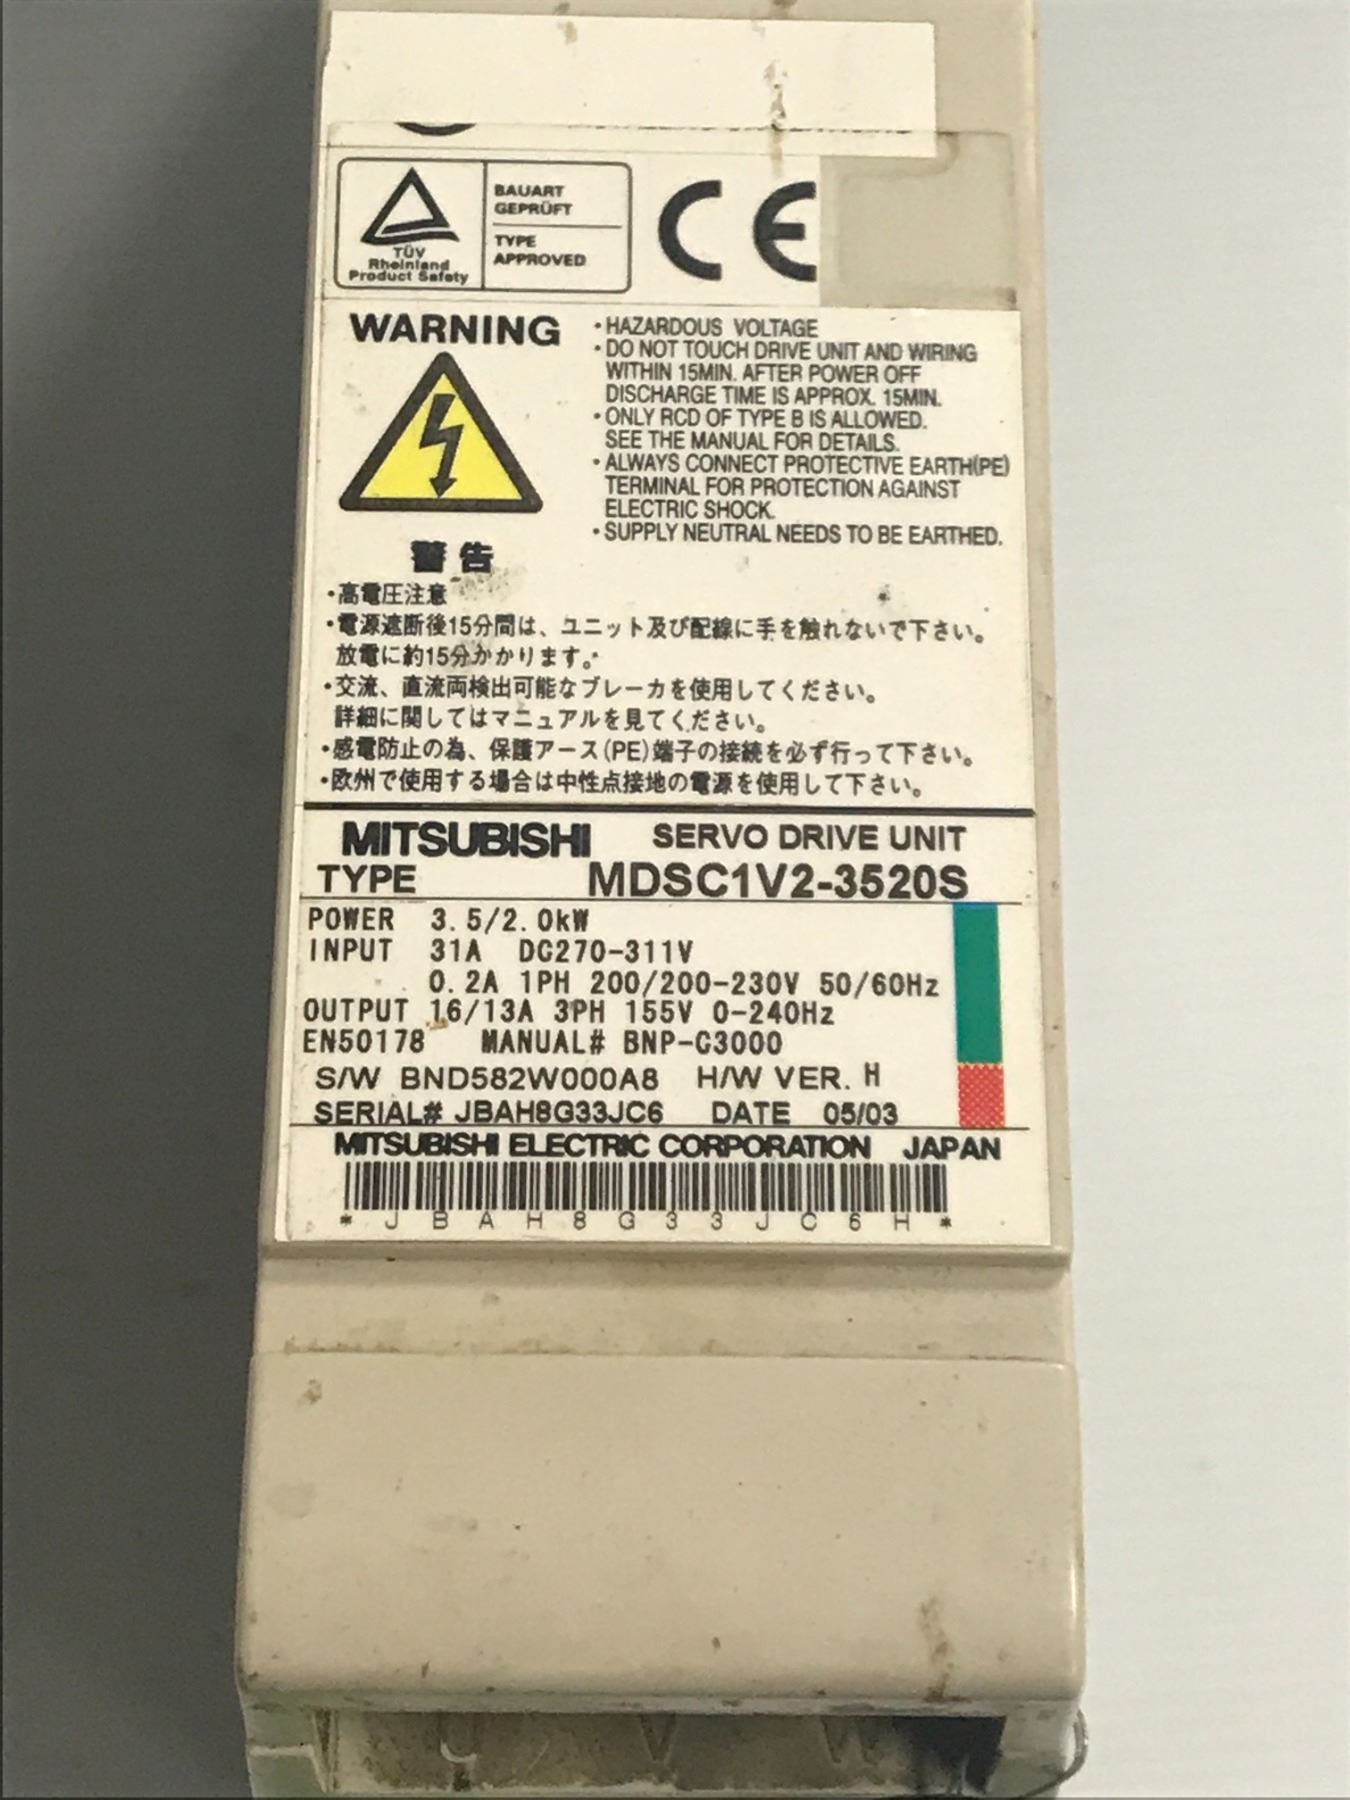 BAUART
GEPRÜFT
TYPE
APPROVED
TÜV
Rheinland
Product Safety
CE
WARNING
・HAZARDOUS VOLTAGE
・DO NOT TOUCH DRIVE UNIT AND WIRING
WITHIN 15MIN. AFTER POWER OFF
DISCHARGE TIME IS APPROX. 15MIN.
・ONLY RCD OF TYPE B IS ALLOWED.
SEE THE MANUAL FOR DETAILS.
・ALWAYS CONNECT PROTECTIVE EARTH(PE)
TERMINAL FOR PROTECTION AGAINST
ELECTRIC SHOCK.
・SUPPLY NEUTRAL NEEDS TO BE EARTHED.
警告
・高電圧注意
・電源遮断後15分間は、ユニット及び配線に手を触れないで下さい。
放電に約15分かかります。
・交流、直流両検出可能なブレーカを使用してください。
詳細に関してはマニュアルを見てください。
・感電防止の為、保護アース(PE)端子の接続を必ず行って下さい。
・欧州で使用する場合は中性点接地の電源を使用して下さい。
MITSUBISHI SERVO DRIVE UNIT
TYPE MDSC1V2-3520S
POWER 3.5/2.0kW
INPUT 31A DC270-311V
0.2A 1PH 200/200-230V 50/60Hz
OUTPUT 16/13A 3PH 155V 0-240Hz
EN50178 MANUAL# BNP-C3000
S/W BND582W000A8 H/W VER. H
SERIAL# JBAH8G33JC6 DATE 05/03
MITSUBISHI ELECTRIC CORPORATION JAPAN
*JBAH8G33JC6H*
U V W